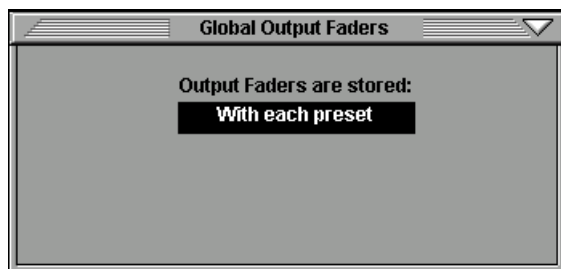 Global Output Faders
Output Faders are stored:
With each preset